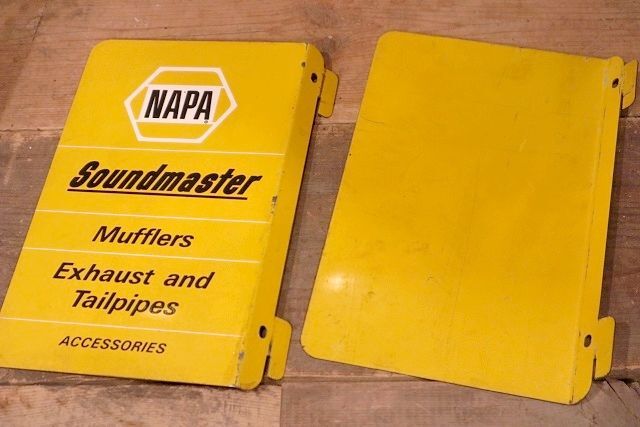 NAPA
Soundmaster
Mufflers
Exhaust and
Tailpipes
ACCESSORIES